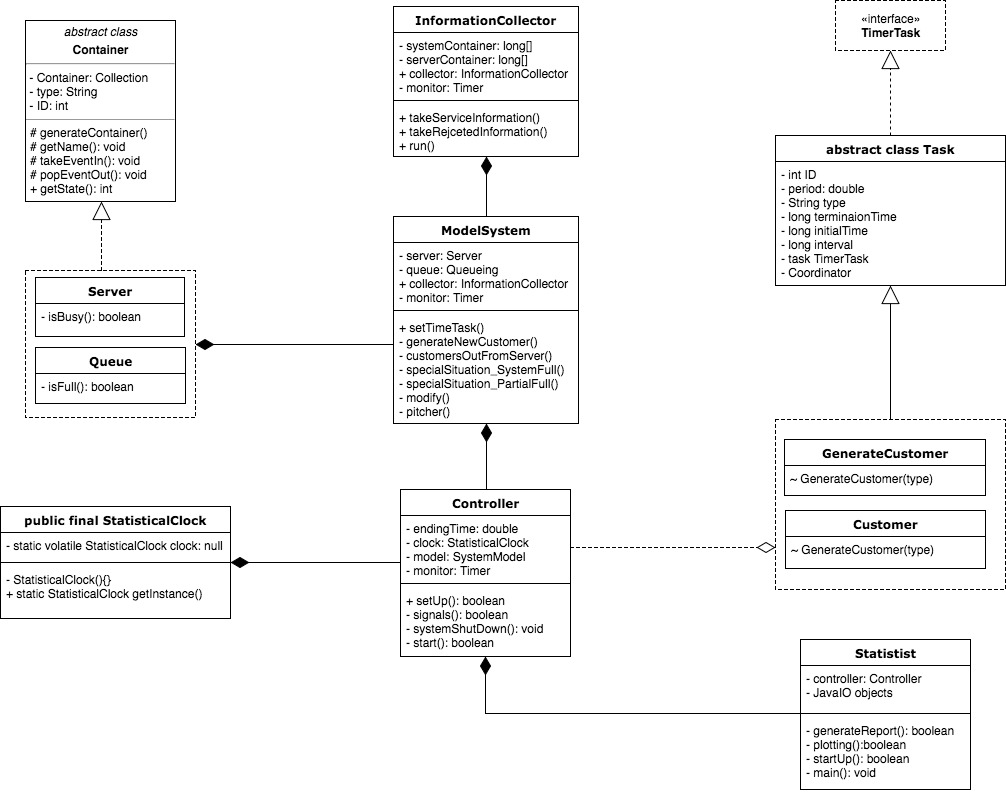 abstract class
Container
- Container: Collection
- type: String
- ID: int
# generateContainer()
# getName(): void
# takeEventIn(): void
# popEventOut(): void
+ getState(): int
Server
- isBusy(): boolean
Queue
- isFull(): boolean
InformationCollector
- systemContainer: long[]
- serverContainer: long[]
+ collector: InformationCollector
- monitor: Timer
+ takeServiceInformation()
+ takeRejcetedInformation()
+ run()
ModelSystem
- server: Server
- queue: Queueing
+ collector: InformationCollector
- monitor: Timer
+ setTimeTask()
- generateNewCustomer()
- customersOutFromServer()
- specialSituation_SystemFull()
- specialSituation_PartialFull()
- modify()
- pitcher()
«interface»
TimerTask
abstract class Task
- int ID
- period: double
- String type
- long terminaionTime
- long initialTime
- long interval
- task TimerTask
- Coordinator
GenerateCustomer
~ GenerateCustomer(type)
Customer
~ GenerateCustomer(type)
public final StatisticalClock
- static volatile StatisticalClock clock: null
- StatisticalClock(){}
+ static StatisticalClock getInstance()
Controller
- endingTime: double
- clock: StatisticalClock
- model: SystemModel
- monitor: Timer
+ setUp(): boolean
- signals(): boolean
- systemShutDown(): void
- start(): boolean
Statistist
- controller: Controller
- JavaIO objects
- generateReport(): boolean
- plotting():boolean
- startUp(): boolean
- main(): void